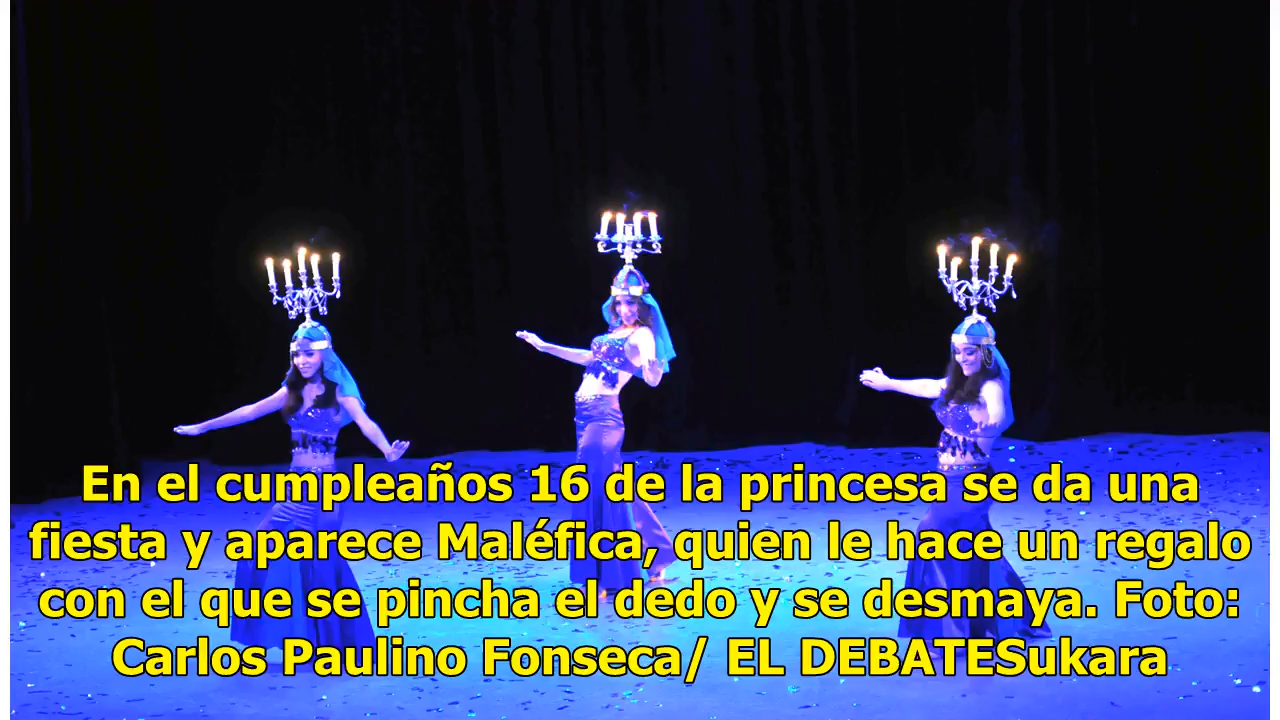 En el cumpleaños 16 de la princesa se da una
fiesta y aparece Maléfica, quien le hace un regalo
con el que se pincha el dedo y se desmaya. Foto:
Carlos Paulino Fonseca/ EL DEBATESukara